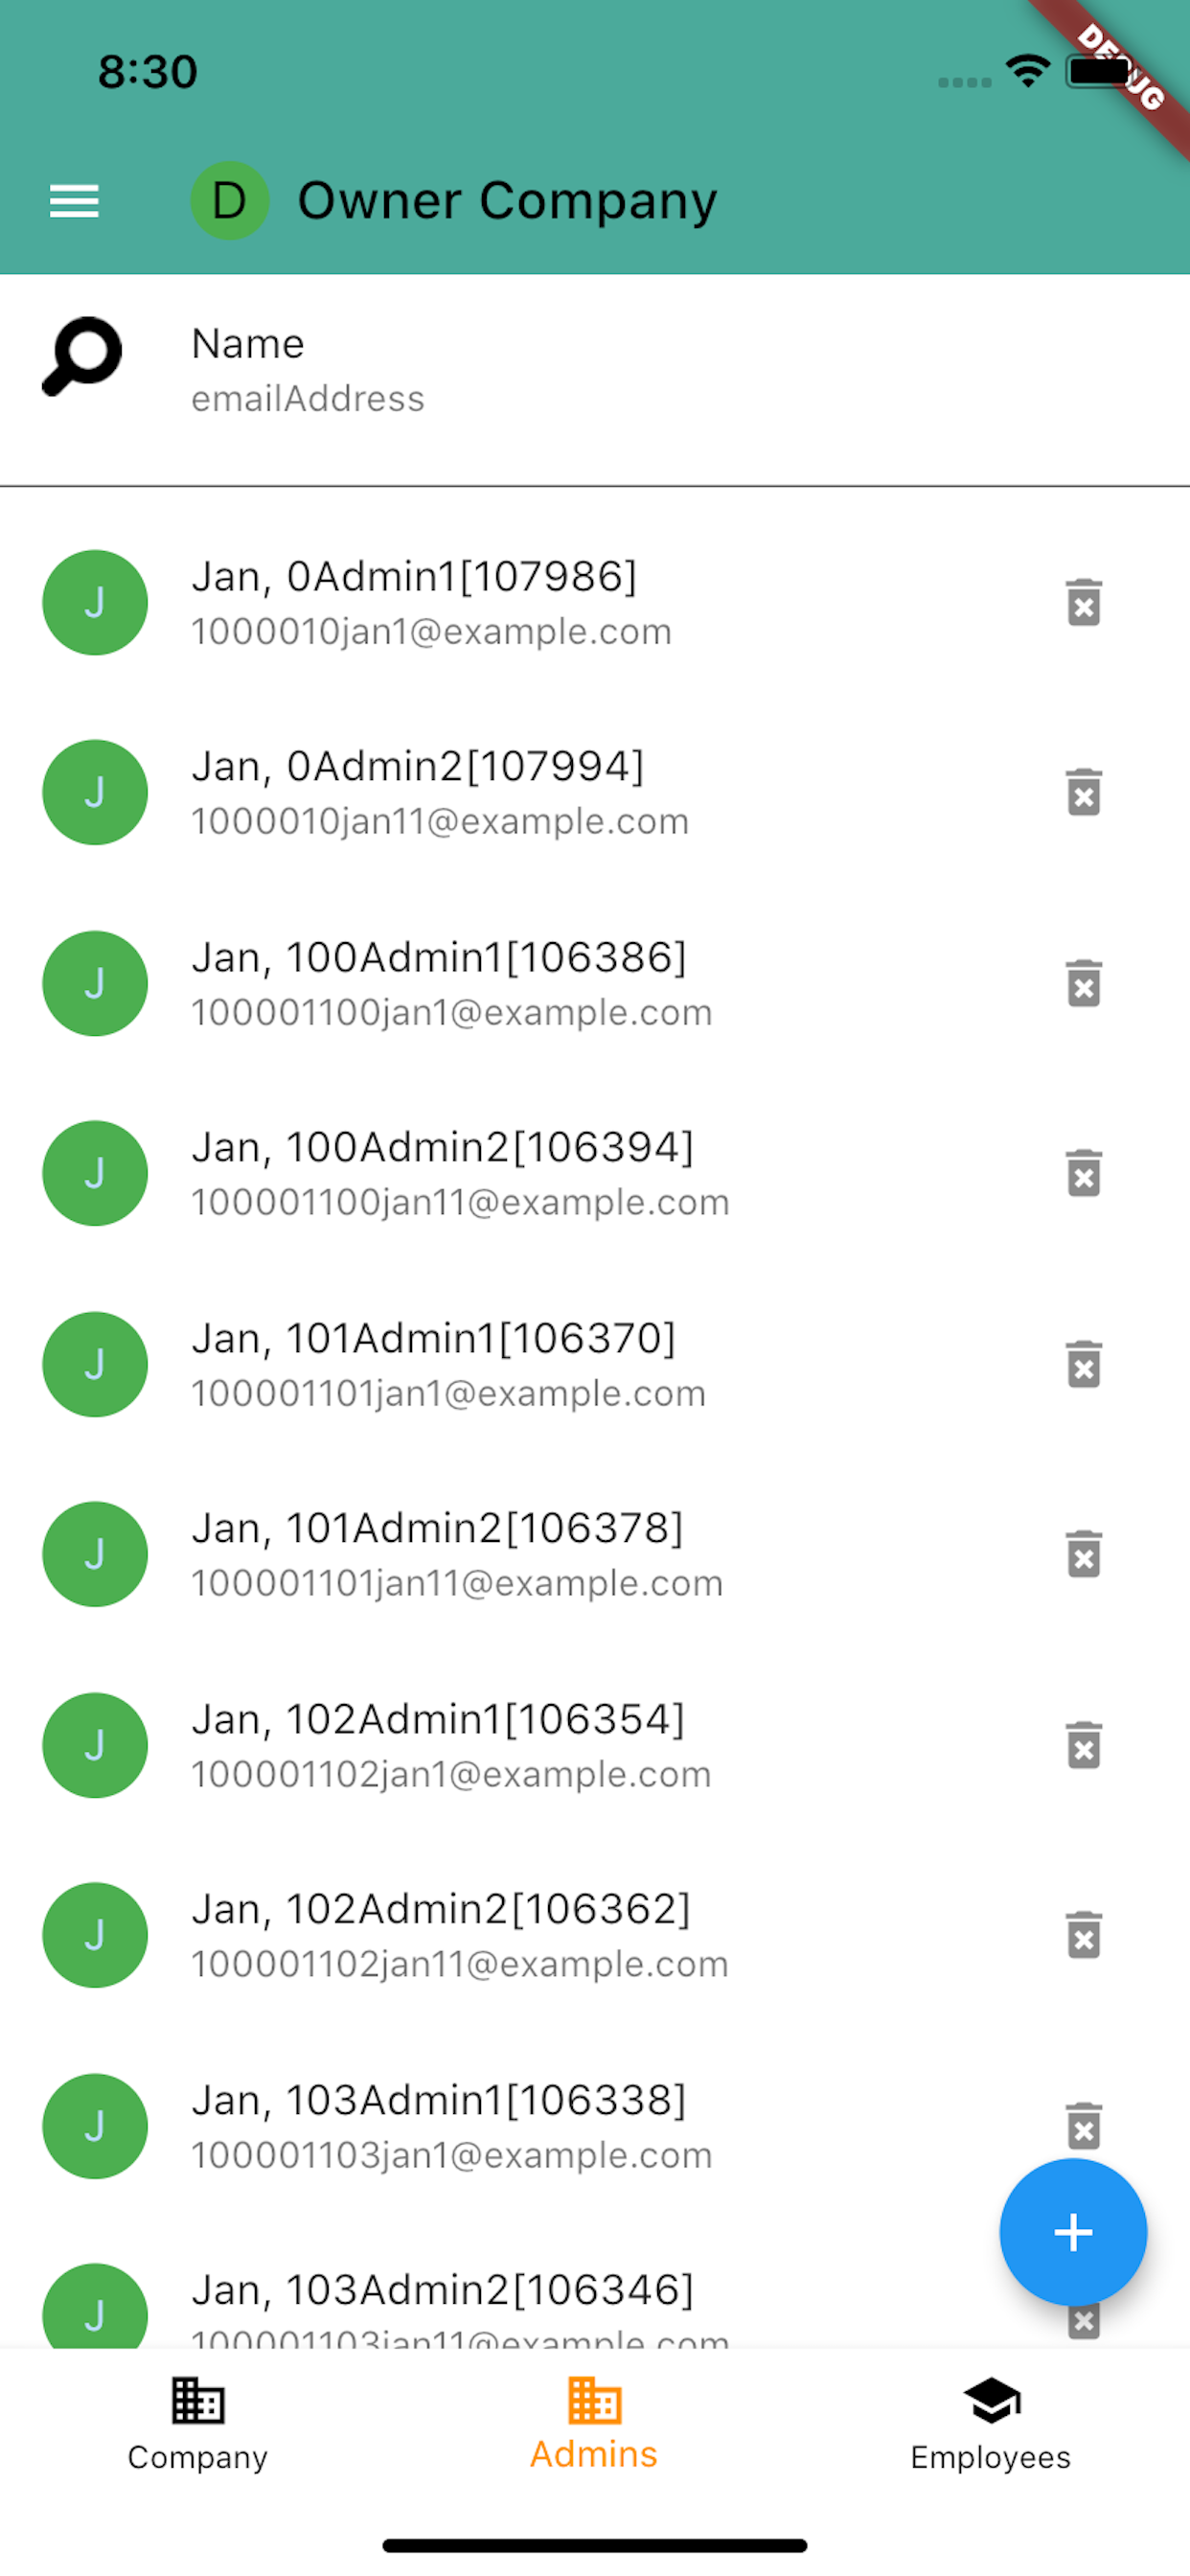 8:30
DEBUG
D Owner Company
Name
emailAddress
J
Jan, 0Admin1[107986]
1000010jan1@example.com
J
Jan, 0Admin2[107994]
1000010jan11@example.com
J
Jan, 100Admin1[106386]
100001100jan1@example.com
J
Jan, 100Admin2[106394]
100001100jan11@example.com
J
Jan, 101Admin1[106370]
100001101jan1@example.com
J
Jan, 101Admin2[106378]
100001101jan11@example.com
J
Jan, 102Admin1[106354]
100001102jan1@example.com
J
Jan, 102Admin2[106362]
100001102jan11@example.com
J
Jan, 103Admin1[106338]
100001103jan1@example.com
J
Jan, 103Admin2[106346]
100001103jan11@example.com
Company
Admins
Employees